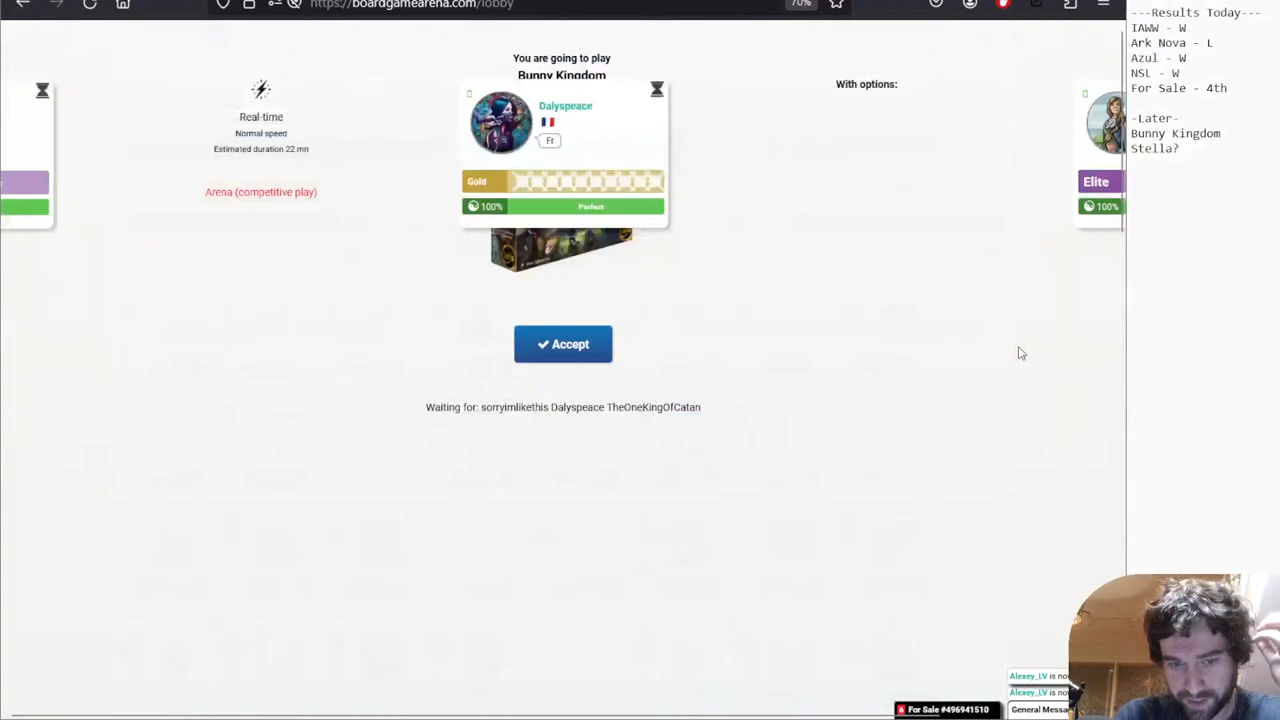 https://boardgamearena.com/lobby
70%
---Results Today---
IAWW - W
Ark Nova - L
Azul - W
NSL - W
For Sale - 4th
-Later-
Bunny Kingdom
Stella?
You are going to play
Bunny Kingdom
With options:
Real-time
Normal speed
Estimated duration 22 mn
Arena (competitive play)
Dalyspeace
Fr
Gold
100%
Perfect
Elite
100%
Accept
Waiting for: sorryimlikethis Dalyspeace TheOneKingOfCatan
Alexey_LV is no
Alexey_LV is no
6 For Sale #496941510
General Messa